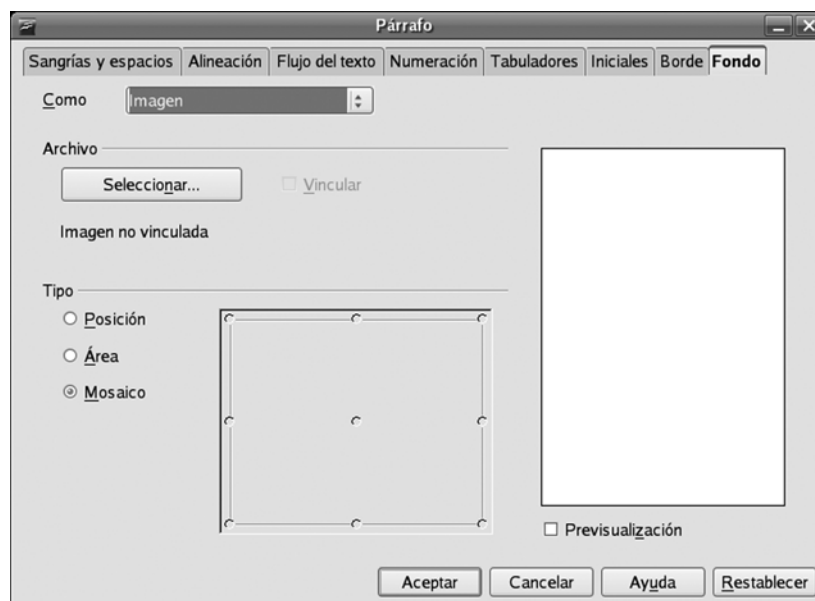 Párrafo
Sangrías y espacios Alineación Flujo del texto Numeración Tabuladores Iniciales Borde Fondo
Como Imagen
Archivo
Seleccionar... Vincular
Imagen no vinculada
Tipo
Posición
Área
Mosaico
Previsualización
Aceptar Cancelar Ayuda Restablecer